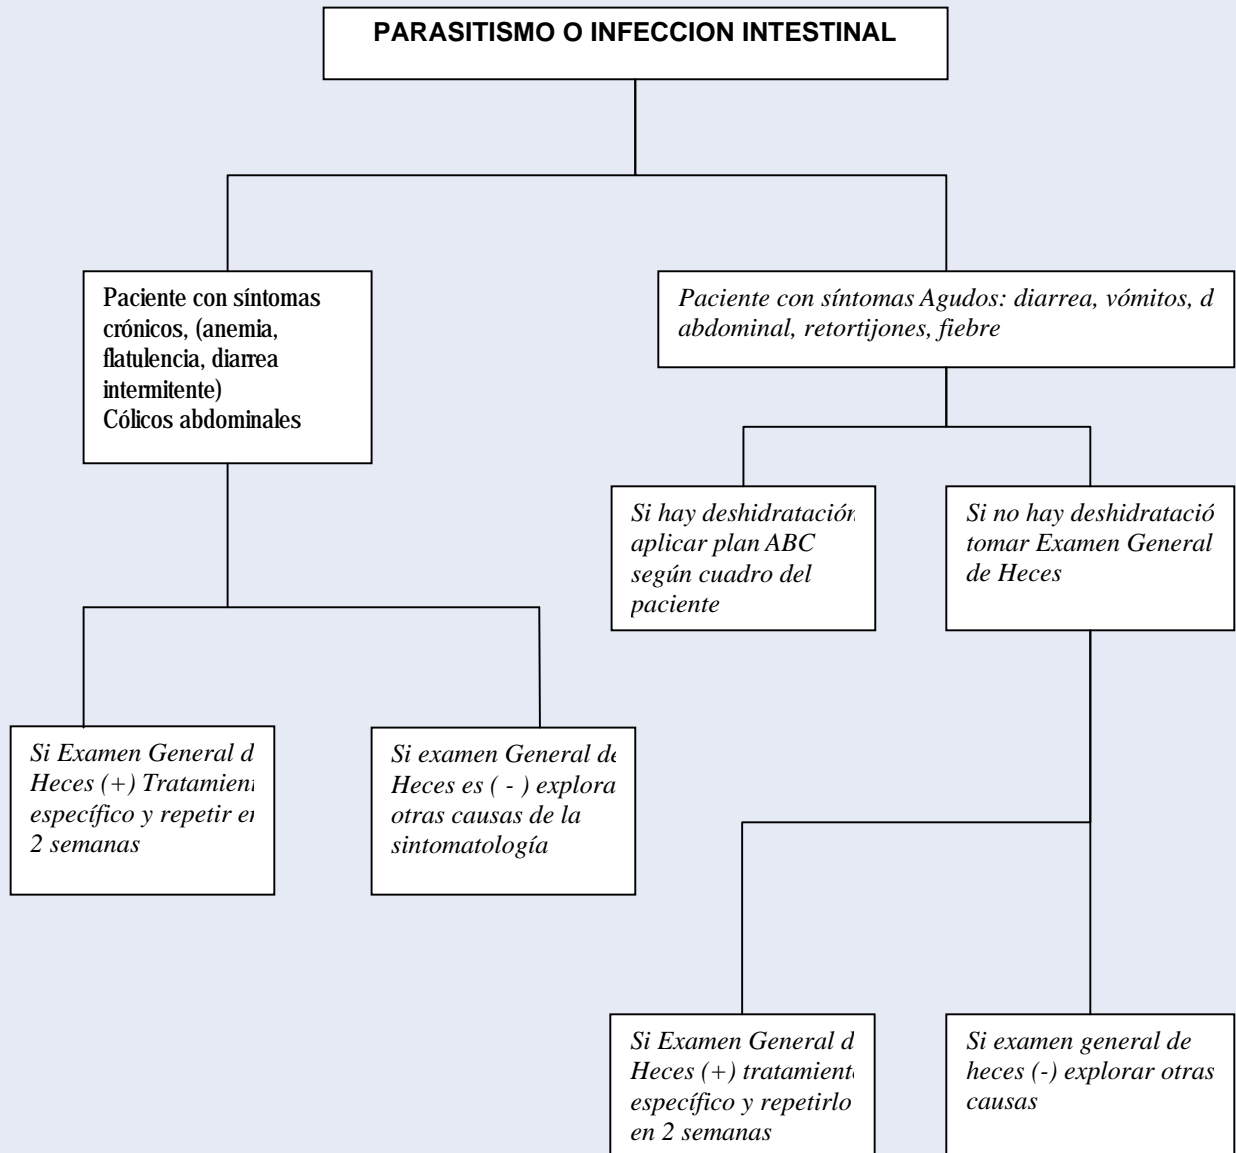 PARASITISMO O INFECCION INTESTINAL
Paciente con síntomas
crónicos, (anemia,
flatulencia, diarrea
intermitente)
Cólicos abdominales
Paciente con síntomas Agudos: diarrea, vómitos, d
abdominal, retortijones, fiebre
Si hay deshidratación
aplicar plan ABC
según cuadro del
paciente
Si no hay deshidratació
tomar Examen General
de Heces
Si Examen General d
Heces (+) Tratamien
específico y repetir en
2 semanas
Si examen General de
Heces es ( - ) explora
otras causas de la
sintomatología
Si Examen General d
Heces (+) tratamient
específico y repetirlo
en 2 semanas
Si examen general de
heces (-) explorar otras
causas